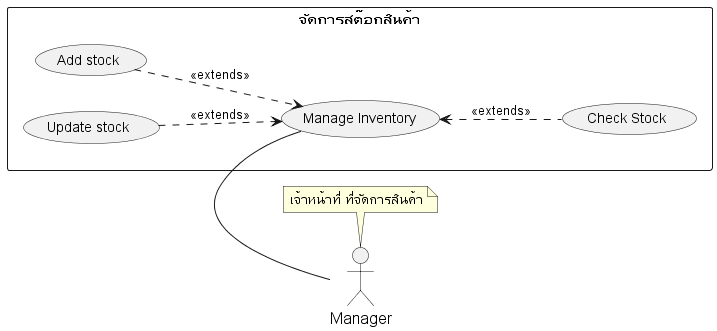 จัดการสต๊อกสินค้า
Add stock
«extends»
Update stock
«extends»
Manage Inventory
«extends»
Check Stock
เจ้าหน้าที่ ที่จัดการสินค้า
Manager